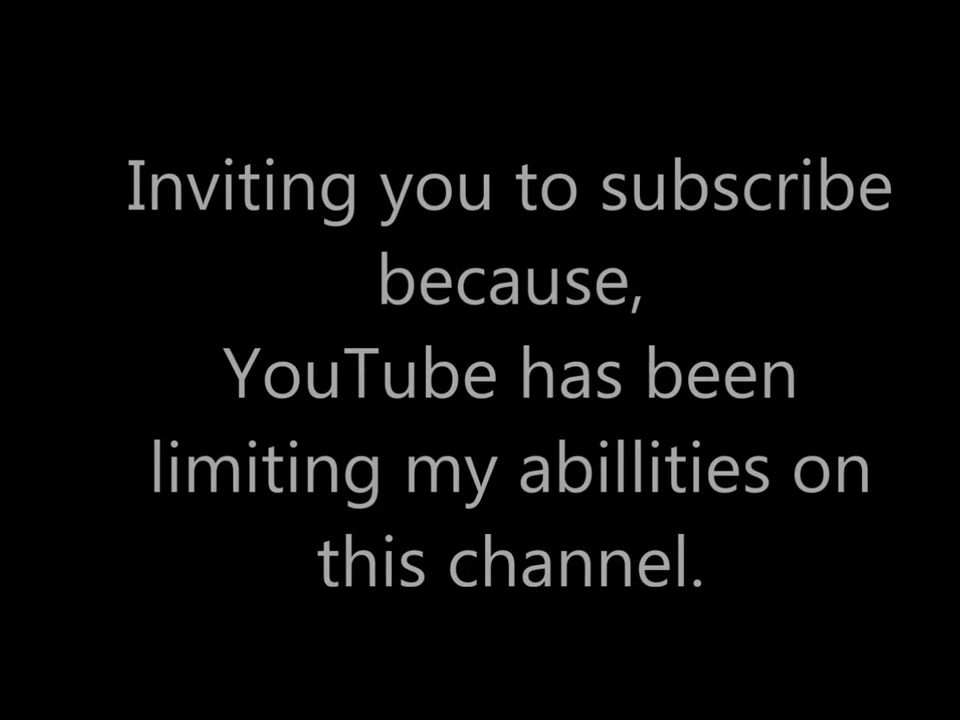 Inviting you to subscribe
because,
YouTube has been
limiting my abillities on
this channel.